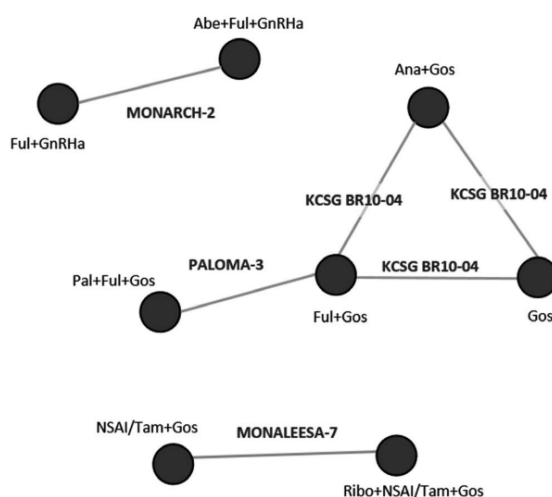 Abe+Ful+GnRHa
MONARCH-2
Ful+GnRHa
Ana+Gos
KCSG BR10-04
KCSG BR10-04
PALOMA-3
KCSG BR10-04
Pal+Ful+Gos
Ful+Gos
Gos
NSAI/Tam+Gos
MONALEESA-7
Ribo+NSAI/Tam+Gos